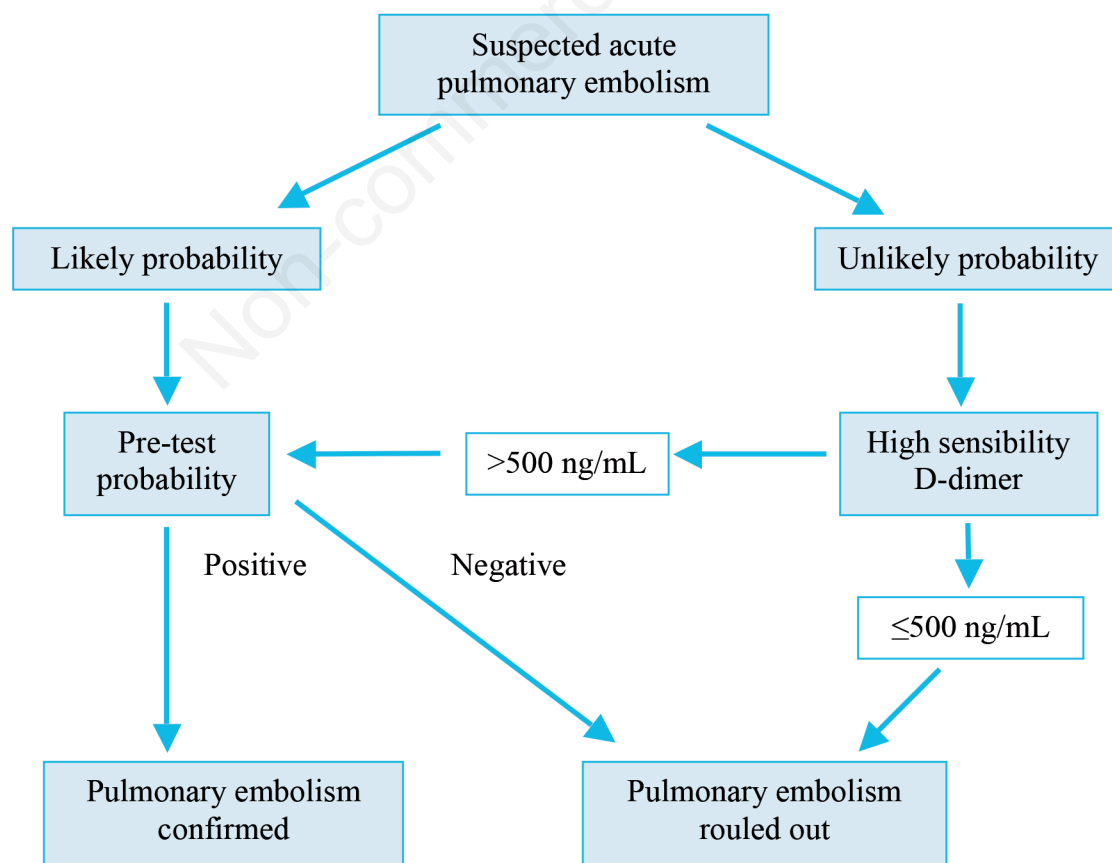 Suspected acute
pulmonary embolism
Likely probability
Unlikely probability
Pre-test
probability
>500 ng/mL
High sensibility
D-dimer
Positive
Negative
≤500 ng/mL
Pulmonary embolism
confirmed
Pulmonary embolism
rouled out